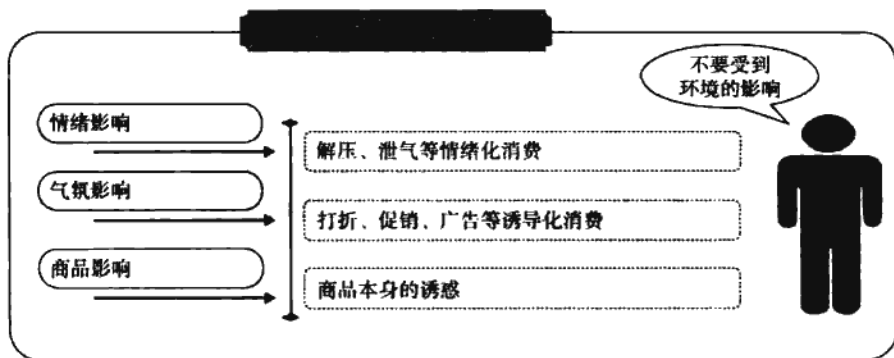 不要受到
环境的影响
情绪影响
解压、泄气等情绪化消费
气氛影响
打折、促销、广告等诱导化消费
商品影响
商品本身的诱惑